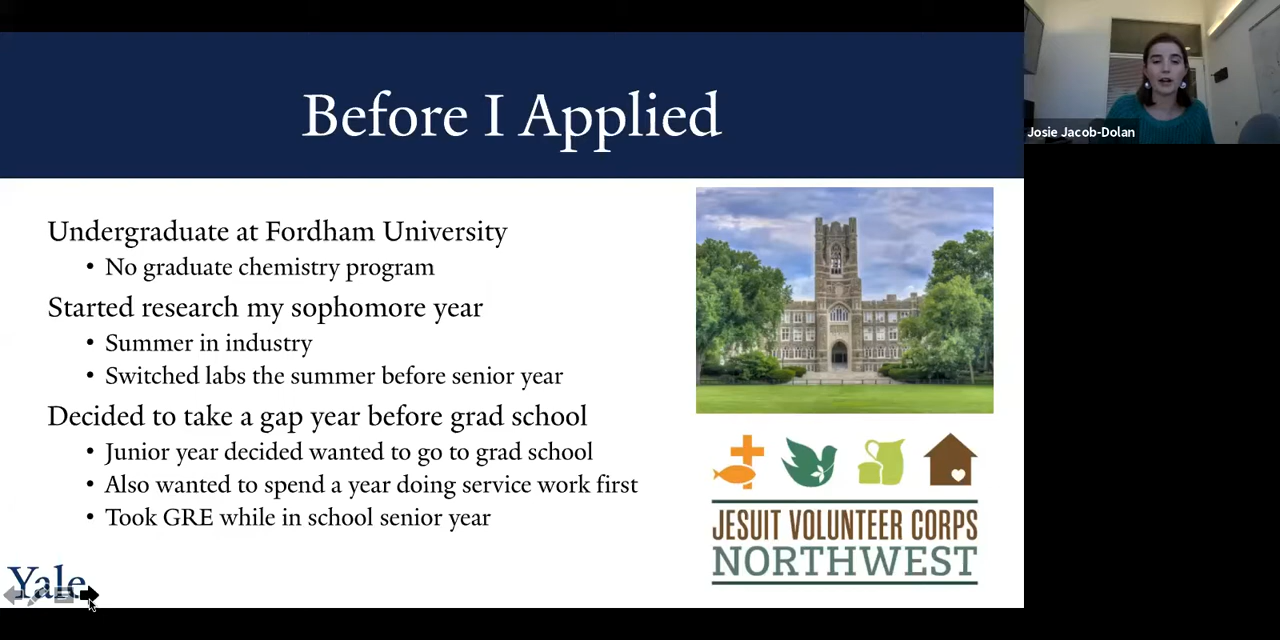 Before I Applied
Undergraduate at Fordham University
• No graduate chemistry program
Started research my sophomore year
• Summer in industry
• Switched labs the summer before senior year
Decided to take a gap year before grad school
• Junior year decided wanted to go to grad school
• Also wanted to spend a year doing service work first
• Took GRE while in school senior year
JESUIT VOLUNTEER CORPS
NORTHWEST
Yale
Josie Jacob-Dolan